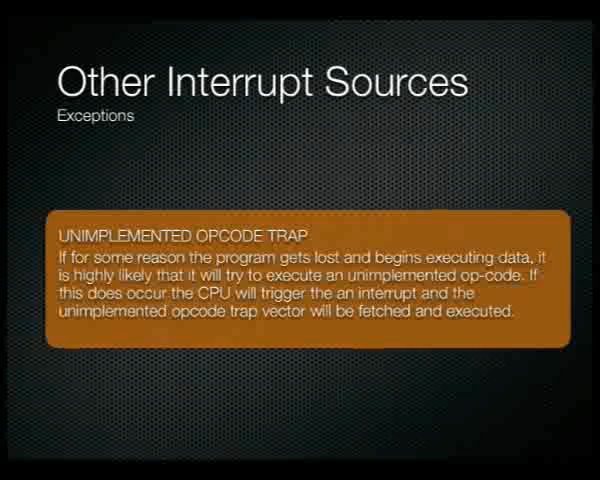 Other Interrupt Sources
Exceptions
UNIMPLEMENTED OPCODE TRAP
If for some reason the program gets lost and begins executing data, it
is highly likely that it will try to execute an unimplemented op-code. If
this does occur the CPU will trigger the an interrupt and the
unimplemented opcode trap vector will be fetched and executed.